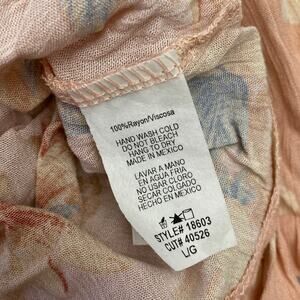 100%Rayon/Viscosa
HAND WASH COLD
DO NOT BLEACH
HANG TO DRY
MADE IN MEXICO
LAVAR A MANO
EN AGUA FRIA
NO USAR CLORO
SECAR COLGADO
HECHO EN MEXICO
STYLE# 18603
CUT# 40526
L/G